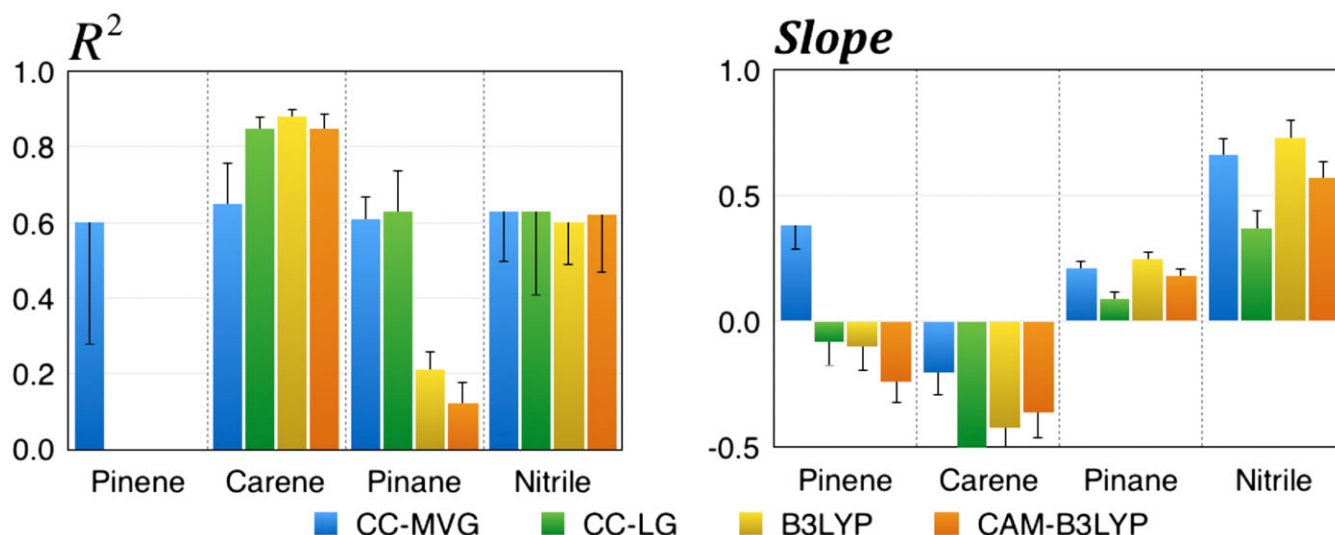 R²
1.0
0.8
0.6
0.4
0.2
0.0
Pinene Carene Pinane Nitrile
Slope
1.0
0.5
0.0
-0.5
Pinene Carene Pinane Nitrile
CC-MVG CC-LG B3LYP CAM-B3LYP